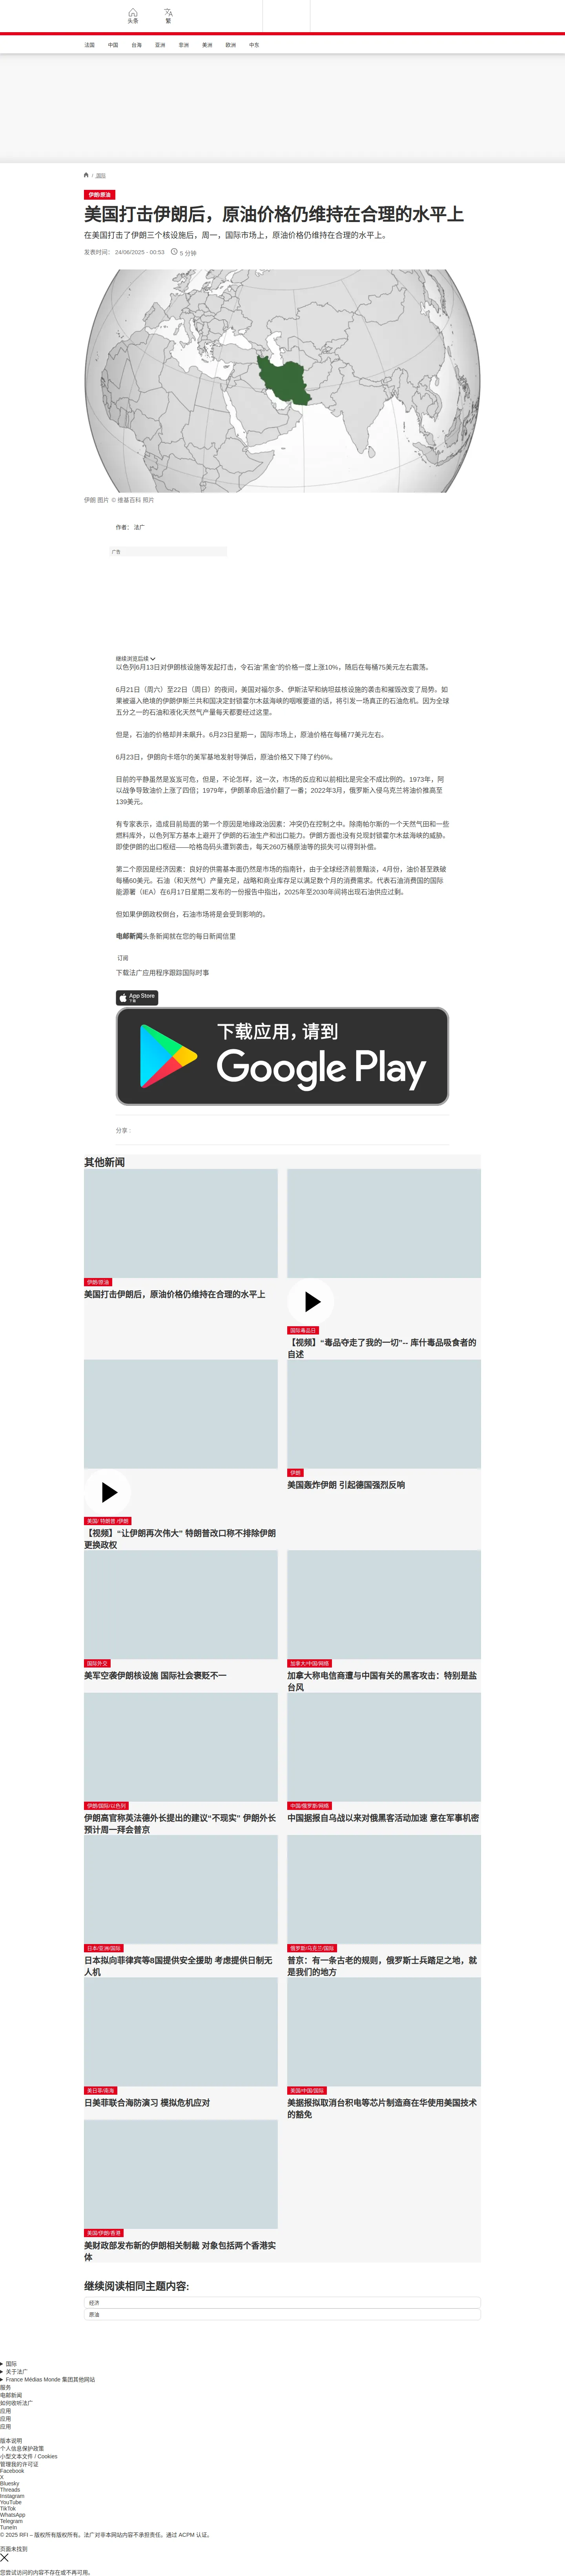 头条
繁
法国 中国 台海 亚洲 非洲 美洲 欧洲 中东
/ 国际
伊朗/原油
美国打击伊朗后，原油价格仍维持在合理的水平上
在美国打击了伊朗三个核设施后，周一，国际市场上，原油价格仍维持在合理的水平上。
发表时间： 24/06/2025 - 00:53 5 分钟
伊朗 图片 © 维基百科 照片
作者： 法广
广告
继续浏览后续
以色列6月13日对伊朗核设施等发起打击，令石油“黑金”的价格一度上涨10%，随后在每桶75美元左右震荡。
6月21日（周六）至22日（周日）的夜间，美国对福尔多、伊斯法罕和纳坦兹核设施的袭击和摧毁改变了局势。如
果被逼入绝境的伊朗伊斯兰共和国决定封锁霍尔木兹海峡的咽喉要道的话，将引发一场真正的石油危机。因为全球
五分之一的石油和液化天然气产量每天都要经过这里。
但是，石油的价格却并未飙升。6月23日星期一，国际市场上，原油价格在每桶77美元左右。
6月23日，伊朗向卡塔尔的美军基地发射导弹后，原油价格又下降了约6%。
目前的平静虽然是岌岌可危，但是，不论怎样，这一次，市场的反应和以前相比是完全不成比例的。1973年，阿
以战争导致油价上涨了四倍；1979年，伊朗革命后油价翻了一番；2022年3月，俄罗斯入侵乌克兰将油价推高至
139美元。
有专家表示，造成目前局面的第一个原因是地缘政治因素：冲突仍在控制之中。除南帕尔斯的一个天然气田和一些
燃料库外，以色列军方基本上避开了伊朗的石油生产和出口能力。伊朗方面也没有兑现封锁霍尔木兹海峡的威胁。
即使伊朗的出口枢纽——哈格岛码头遭到袭击，每天260万桶原油等的损失可以得到补偿。
第二个原因是经济因素：良好的供需基本面仍然是市场的指南针，由于全球经济前景黯淡，4月份，油价甚至跌破
每桶60美元。石油（和天然气）产量充足，战略和商业库存足以满足数个月的消费需求。代表石油消费国的国际
能源署（IEA）在6月17日星期二发布的一份报告中指出，2025年至2030年间将出现石油供应过剩。
但如果伊朗政权倒台，石油市场将是会受到影响的。
电邮新闻头条新闻就在您的每日新闻信里
订阅
下载法广应用程序跟踪国际时事
App Store
下载
下载应用，请到
Google Play
分享 :
其他新闻
伊朗/原油
美国打击伊朗后，原油价格仍维持在合理的水平上
国际毒品日
【视频】“毒品夺走了我的一切”-- 库什毒品吸食者的
自述
美国/ 特朗普 /伊朗
【视频】“让伊朗再次伟大” 特朗普改口称不排除伊朗
更换政权
伊朗
美国轰炸伊朗 引起德国强烈反响
国际外交
美军空袭伊朗核设施 国际社会褒贬不一
加拿大/中国/网络
加拿大称电信商遭与中国有关的黑客攻击：特别是盐
台风
伊朗/国际/以色列
伊朗高官称英法德外长提出的建议“不现实” 伊朗外长
预计周一拜会普京
中国/俄罗斯/网络
中国据报自乌战以来对俄黑客活动加速 意在军事机密
日本/亚洲/国际
日本拟向菲律宾等8国提供安全援助 考虑提供日制无
人机
俄罗斯/乌克兰/国际
普京：有一条古老的规则，俄罗斯士兵踏足之地，就
是我们的地方
美日菲/南海
日美菲联合海防演习 模拟危机应对
美国/中国/国际
美据报拟取消台积电等芯片制造商在华使用美国技术
的豁免
美国/伊朗/香港
美财政部发布新的伊朗相关制裁 对象包括两个香港实
体
继续阅读相同主题内容:
经济
原油
国际
关于法广
France Médias Monde 集团其他网站
服务
电邮新闻
如何收听法广
应用
应用
应用
版本说明
个人信息保护政策
小型文本文件 / Cookies
管理我的许可证
Facebook
X
Bluesky
Threads
Instagram
YouTube
TikTok
WhatsApp
Telegram
TuneIn
© 2025 RFI – 版权所有版权所有。法广对非本网站内容不承担责任。通过 ACPM 认证。
页面未找到
您尝试访问的内容不存在或不再可用。